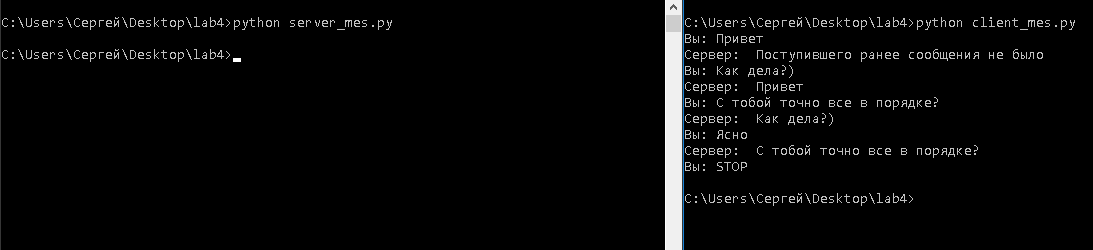 C:\Users\Сергей\Desktop\lab4>python server_mes.py
C:\Users\Сергей\Desktop\lab4>
C:\Users\Сергей\Desktop\lab4>python client_mes.py
Вы: Привет
Сервер:  Поступившего ранее сообщения не было
Вы: Как дела?)
Сервер:  Привет
Вы: С тобой точно все в порядке?
Сервер:  Как дела?)
Вы: Ясно
Сервер:  С тобой точно все в порядке?
Вы: STOP
C:\Users\Сергей\Desktop\lab4>